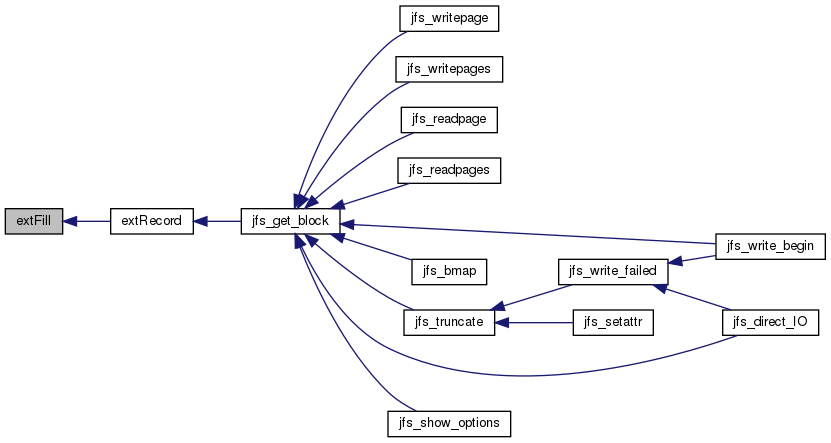 jfs_writepage
jfs_writepages
jfs_readpage
jfs_readpages
extFill
extRecord
jfs_get_block
jfs_write_begin
jfs_bmap
jfs_write_failed
jfs_truncate
jfs_setattr
jfs_direct_IO
jfs_show_options